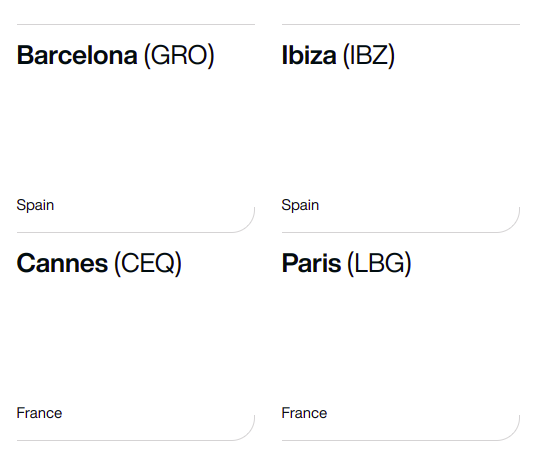 Barcelona (GRO)
Ibiza (IBZ)
Spain
Spain
Cannes (CEQ)
Paris (LBG)
France
France